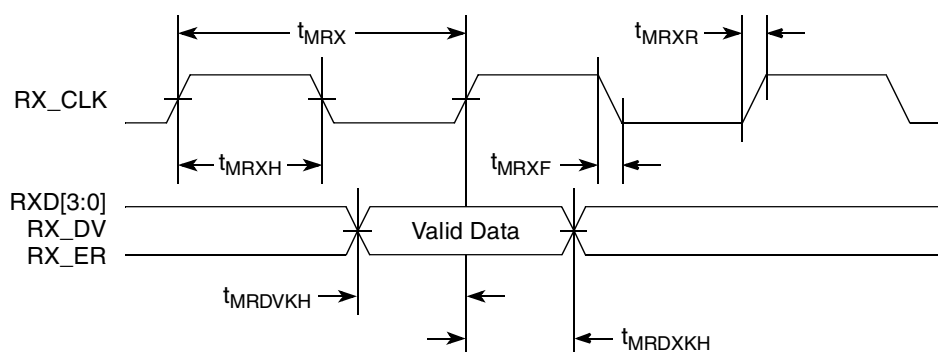 tMRX
tMRXR
RX_CLK
tMRXH
tMRXF
RXD[3:0]
RX_DV
Valid Data
RX_ER
tMRDVKH
tMRDXKH